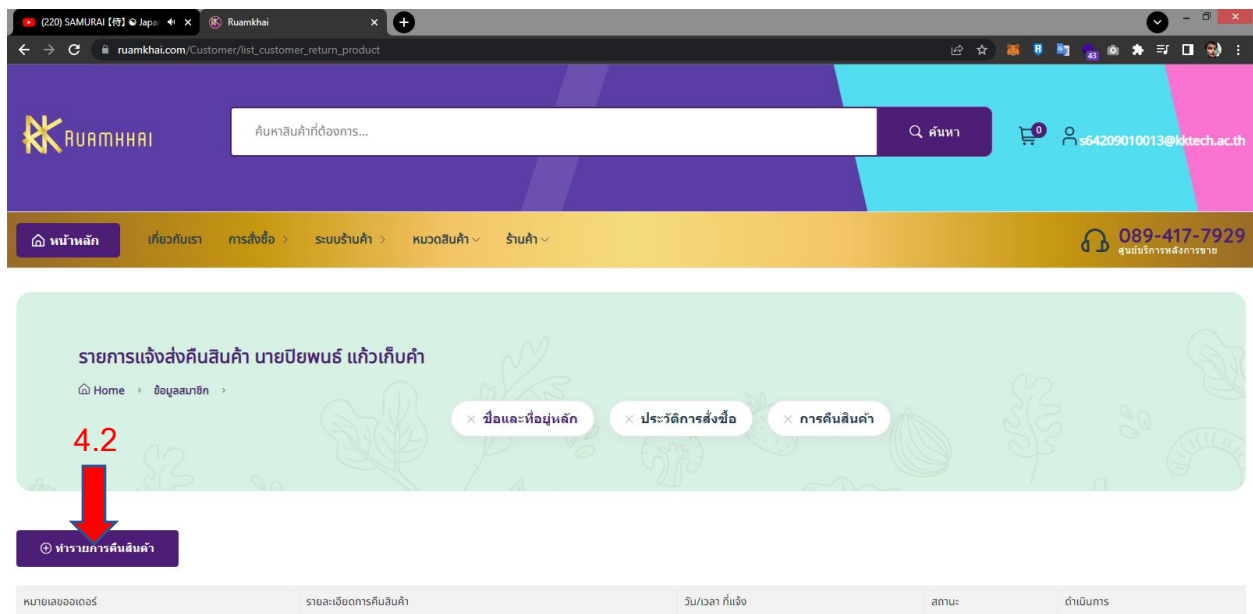 (220) SAMURAI【侍】 Japa
Ruamkhai
ruamkhai.com/Customer/list_customer_return_product
43
RK RUAMKHAI
ค้นหาสินค้าที่ต้องการ...
ค้นหา
0
s64209010013@kktech.ac.th
หน้าหลัก เกี่ยวกับเรา การสั่งซื้อ ระบบร้านค้า หมวดสินค้า ร้านค้า
089-417-7929
ศูนย์บริการหลังการขาย
รายการแจ้งส่งคืนสินค้า นายปิยพนธ์ แก้วเก็บคำ
Home > ข้อมูลสมาชิก >
× ชื่อและที่อยู่หลัก × ประวัติการสั่งซื้อ × การคืนสินค้า
4.2
ทำรายการคืนสินค้า
หมายเลขออเดอร์ รายละเอียดการคืนสินค้า วัน/เวลา ที่แจ้ง สถานะ ดำเนินการ